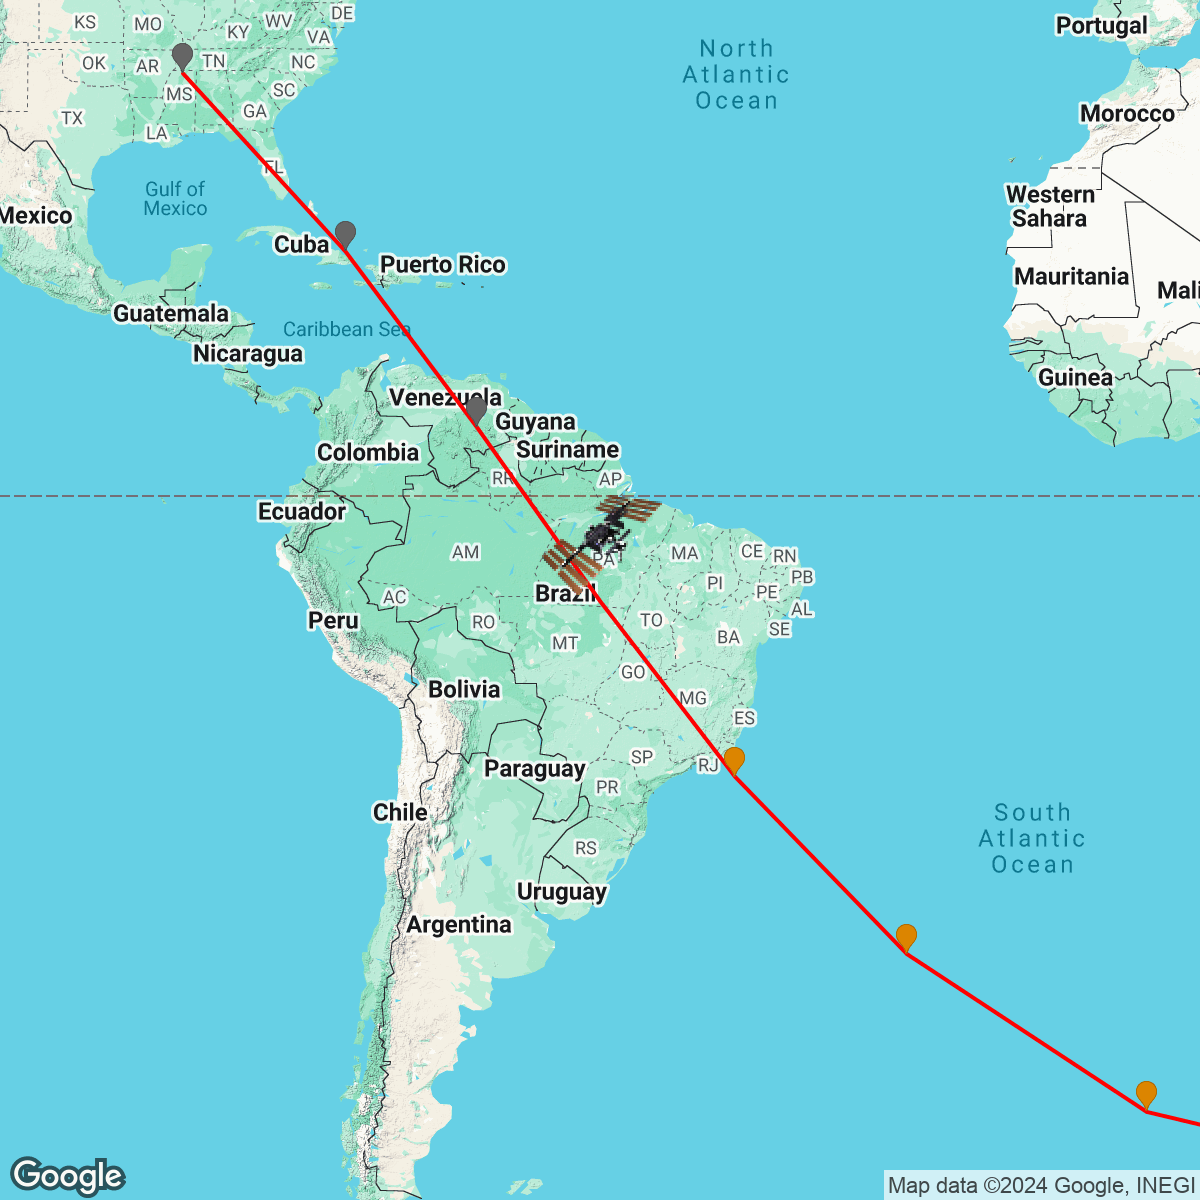 DE
KS
MO
WV
KY
VA
OK
AR
TN
NC
MS
SC
TX
GA
LA
FL
North
Atlantic
Ocean
Portugal
Morocco
Gulf of
Mexico
Mexico
Western
Sahara
Cuba
Puerto Rico
Mauritania
Mali
Guatemala
Caribbean Sea
Nicaragua
Guinea
Venezuela
Guyana
Colombia
Suriname
RR
AP
Ecuador
AM
PA
MA
CE
RN
PI
PB
PE
Brazil
AC
AL
Peru
RO
TO
SE
MT
BA
GO
Bolivia
MG
ES
SP
RJ
Paraguay
PR
Chile
South
Atlantic
Ocean
RS
Uruguay
Argentina
Google
Map data ©2024 Google, INEGI